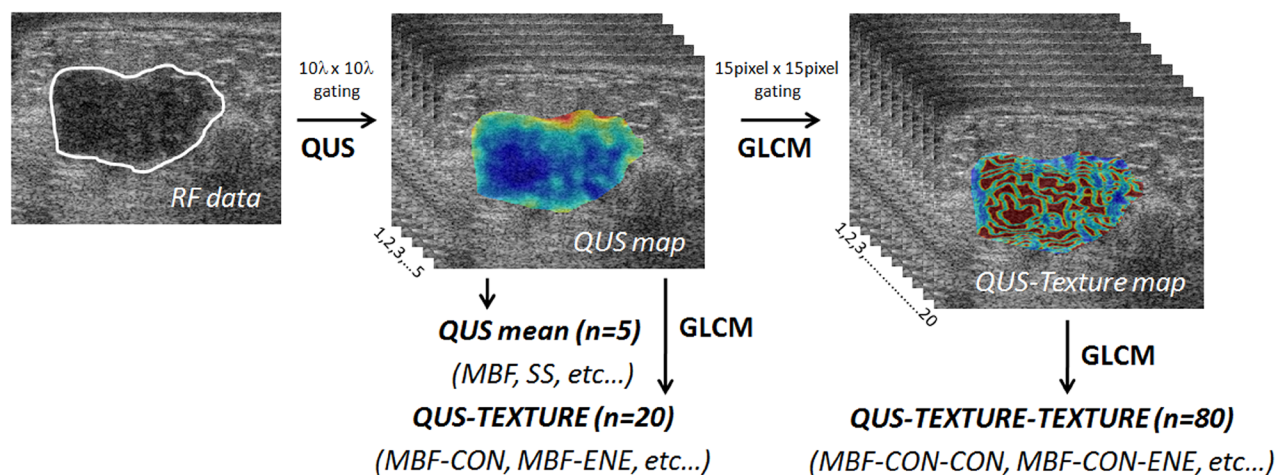 RF data
10λ x 10λ
gating
QUS
1,2,3,...5
QUS map
QUS mean (n=5)
(MBF, SS, etc...)
GLCM
QUS-TEXTURE (n=20)
(MBF-CON, MBF-ENE, etc...)
15pixel x 15pixel
gating
GLCM
1,2,3,..................20
QUS-Texture map
GLCM
QUS-TEXTURE-TEXTURE (n=80)
(MBF-CON-CON, MBF-CON-ENE, etc...)